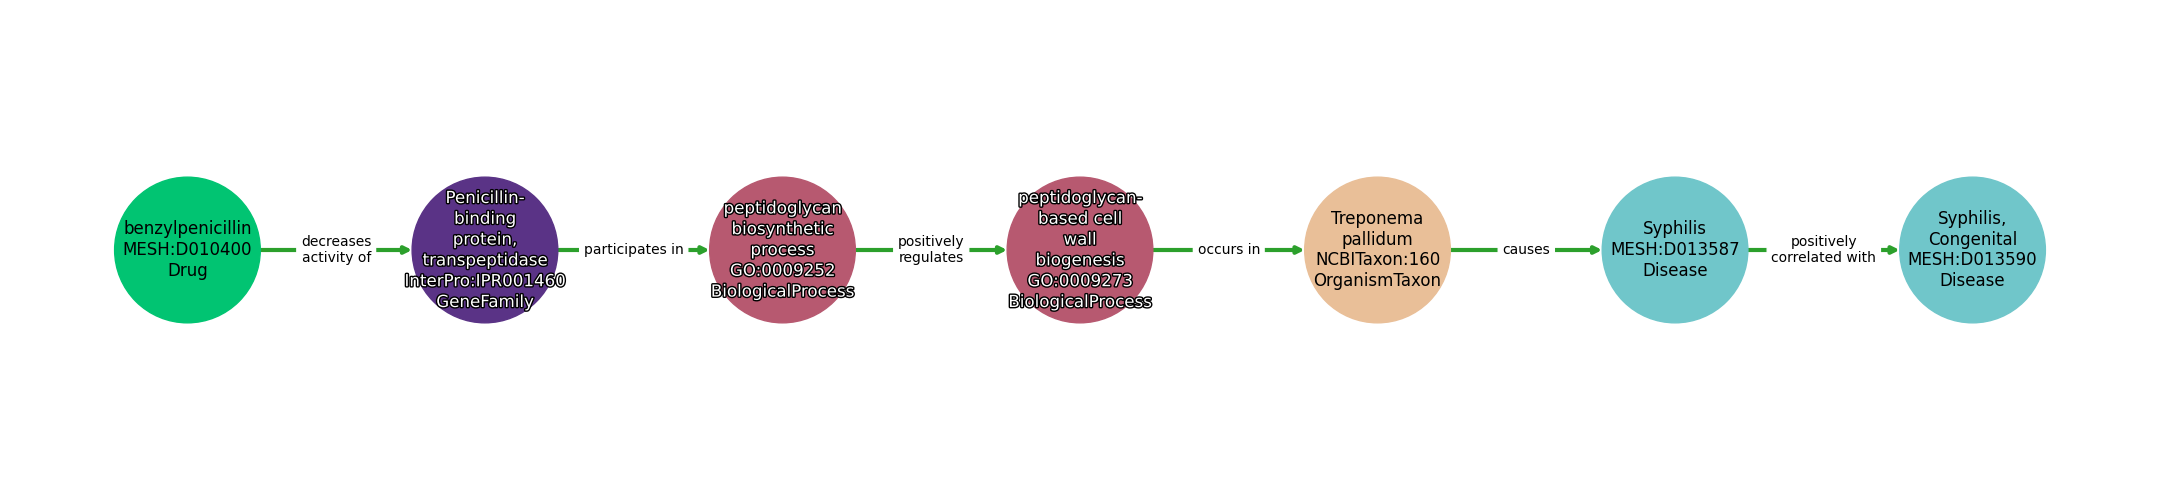 benzylpenicillin
MESH:D010400
Drug
decreases
activity of
Penicillin-
binding
protein,
transpeptidase
InterPro:IPR001460
GeneFamily
participates in
peptidoglycan
biosynthetic
process
GO:0009252
BiologicalProcess
positively
regulates
peptidoglycan-
based cell
wall
biogenesis
GO:0009273
BiologicalProcess
occurs in
Treponema
pallidum
NCBITaxon:160
OrganismTaxon
causes
Syphilis
MESH:D013587
Disease
positively
correlated with
Syphilis,
Congenital
MESH:D013590
Disease